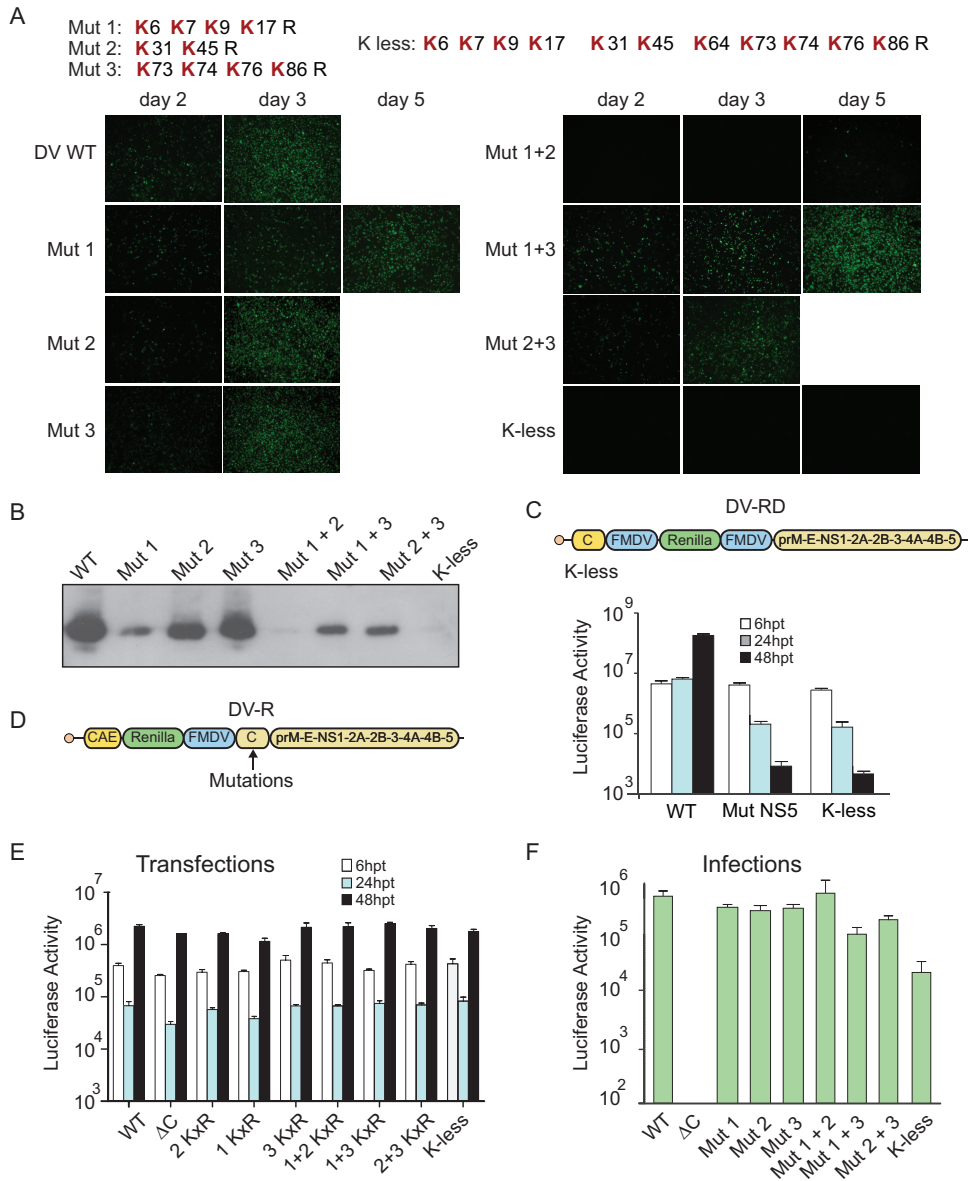 A
Mut 1: K6 K7 K9 K17 R
Mut 2: K31 K45 R
Mut 3: K73 K74 K76 K86 R
K less: K6 K7 K9 K17 K31 K45 K64 K73 K74 K76 K86 R
day 2 day 3 day 5
DV WT
Mut 1
Mut 2
Mut 3
day 2 day 3 day 5
Mut 1+2
Mut 1+3
Mut 2+3
K-less
B
WT Mut 1 Mut 2 Mut 3 Mut 1 + 2 Mut 1 + 3 Mut 2 + 3 K-less
C
DV-RD
C FMDV Renilla FMDV prM-E-NS1-2A-2B-3-4A-4B-5
K-less
Luciferase Activity
10^9
10^7
10^5
10^3
6hpt
24hpt
48hpt
WT Mut NS5 K-less
D
DV-R
CAE Renilla FMDV C prM-E-NS1-2A-2B-3-4A-4B-5
Mutations
E
Transfections
6hpt
24hpt
48hpt
Luciferase Activity
10^7
10^6
10^5
10^4
10^3
WT ΔC 2 KxR 1 KxR 3 KxR 1+2 KxR 1+3 KxR 2+3 KxR K-less
F
Infections
Luciferase Activity
10^6
10^5
10^4
10^3
10^2
WT ΔC Mut 1 Mut 2 Mut 3 Mut 1 + 2 Mut 1 + 3 Mut 2 + 3 K-less